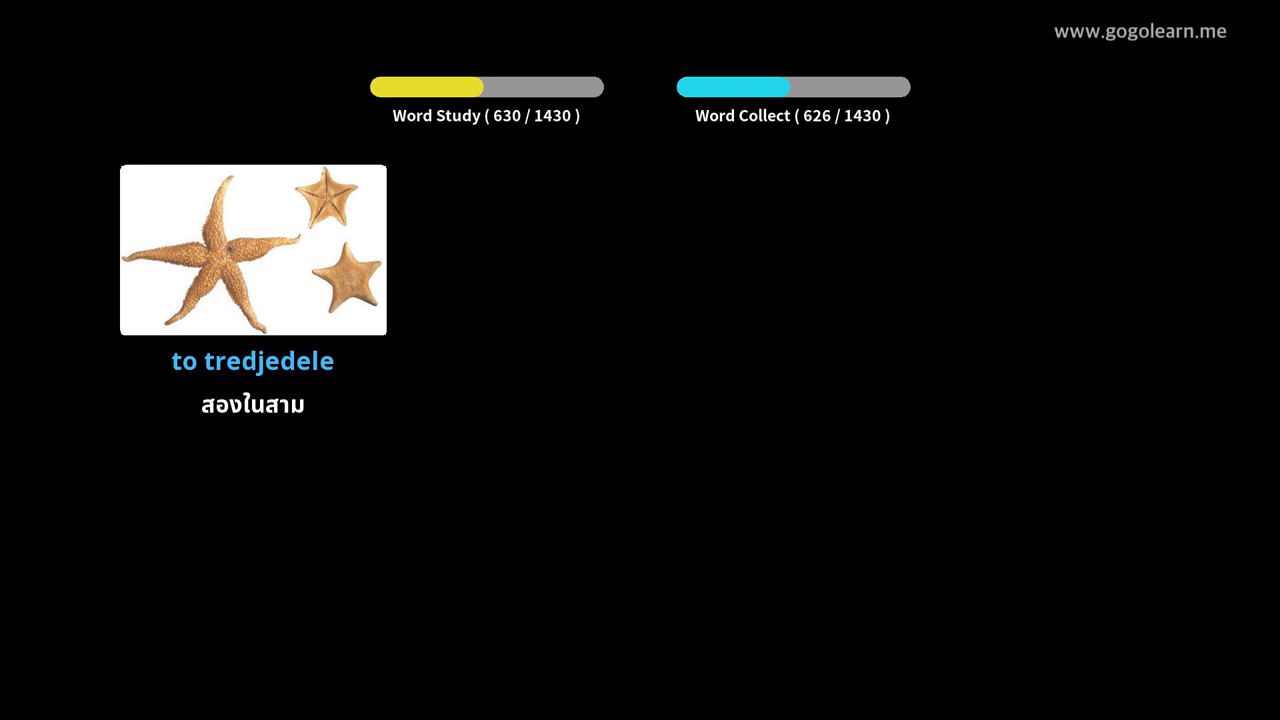 www.gogolearn.me
Word Study ( 630 / 1430 )
Word Collect ( 626 / 1430 )
to tredjedele
สองในสาม